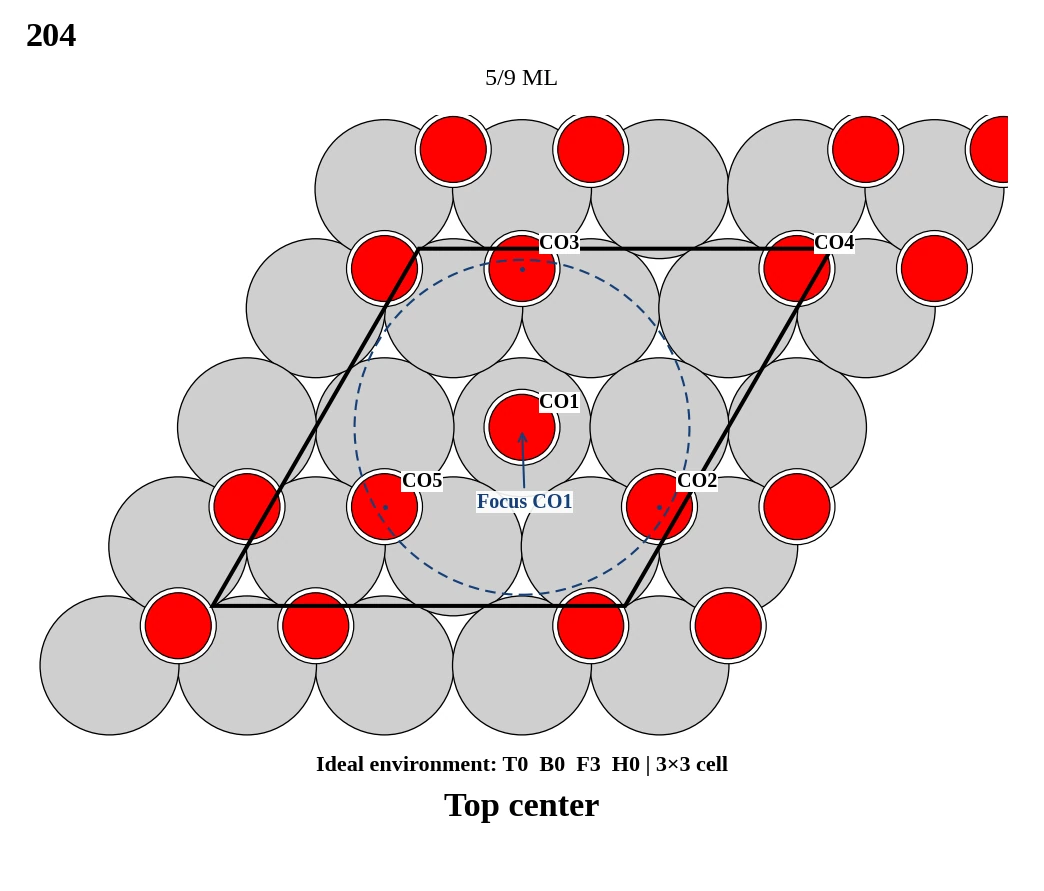 204
5/9 ML
CO3
CO4
CO1
CO5
CO2
Focus CO1
Ideal environment: T0 B0 F3 H0 | 3×3 cell
Top center